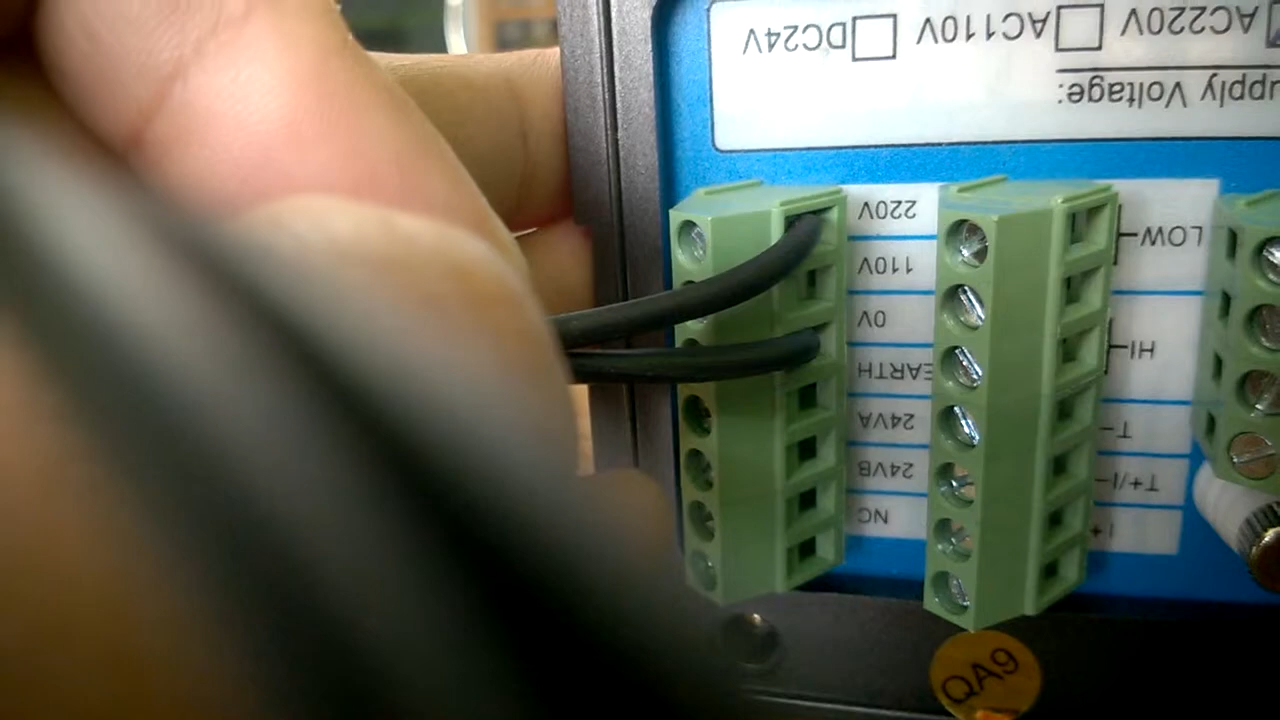 upply Voltage:
AC220V AC110V DC24V
220V
110V
0V
EARTH
24VA
24VB
NC
LOW
HI
T-
T+/I-
I+
QA9